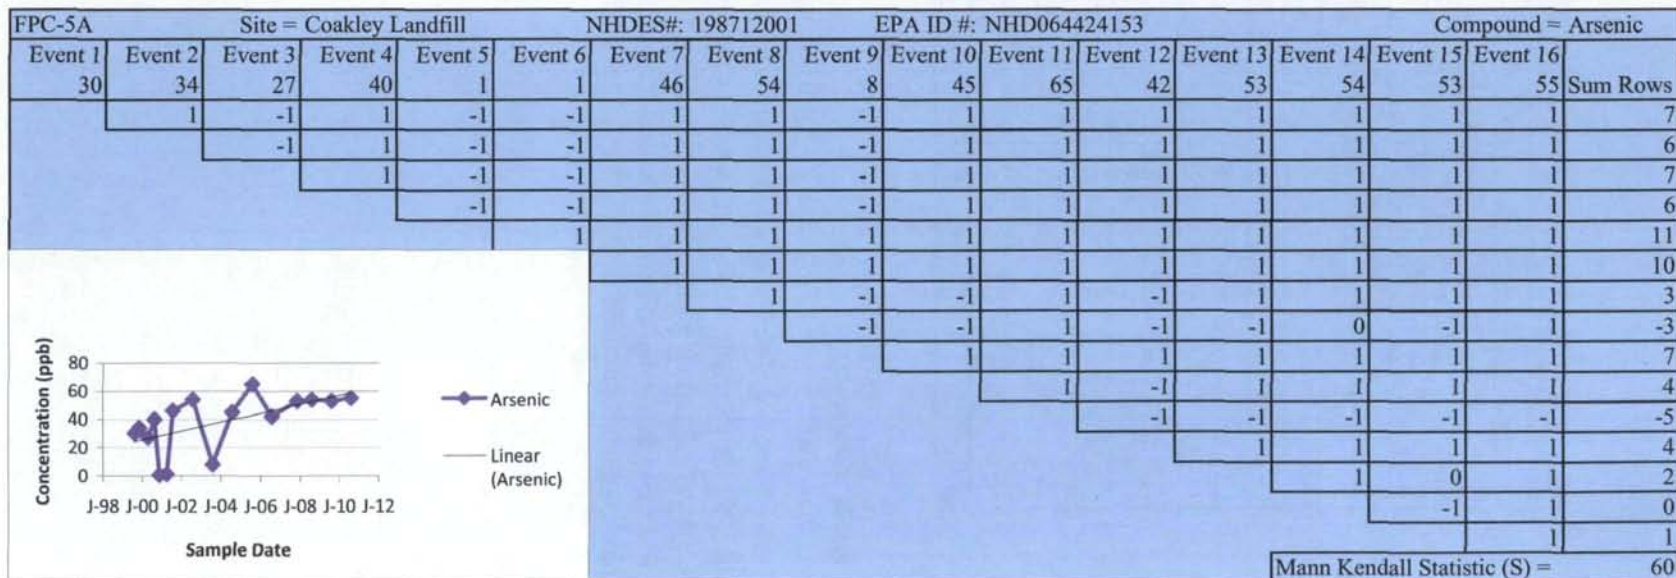 FPC-5A Site = Coakley Landfill NHDES#: 198712001 EPA ID #: NHD064424153 Compound = Arsenic
Event 1 Event 2 Event 3 Event 4 Event 5 Event 6 Event 7 Event 8 Event 9 Event 10 Event 11 Event 12 Event 13 Event 14 Event 15 Event 16
30 34 27 40 1 1 46 54 8 45 65 42 53 54 53 55 Sum Rows
1 -1 1 -1 -1 1 1 -1 1 1 1 1 1 1 1 7
-1 1 -1 -1 1 1 -1 1 1 1 1 1 1 1 6
1 -1 -1 1 1 -1 1 1 1 1 1 1 1 7
-1 -1 1 1 -1 1 1 1 1 1 1 1 6
1 1 1 1 1 1 1 1 1 1 1 11
1 1 1 1 1 1 1 1 1 1 10
1 -1 -1 1 -1 1 1 1 1 3
-1 -1 1 -1 -1 0 -1 1 -3
1 1 1 1 1 1 1 7
1 -1 1 1 1 1 4
-1 -1 -1 -1 -1 -5
1 1 1 1 4
1 0 1 2
-1 1 0
1 1
Mann Kendall Statistic (S) = 60
Concentration (ppb)
80
60
40
20
0
J-98 J-00 J-02 J-04 J-06 J-08 J-10 J-12
Sample Date
Arsenic
Linear
(Arsenic)